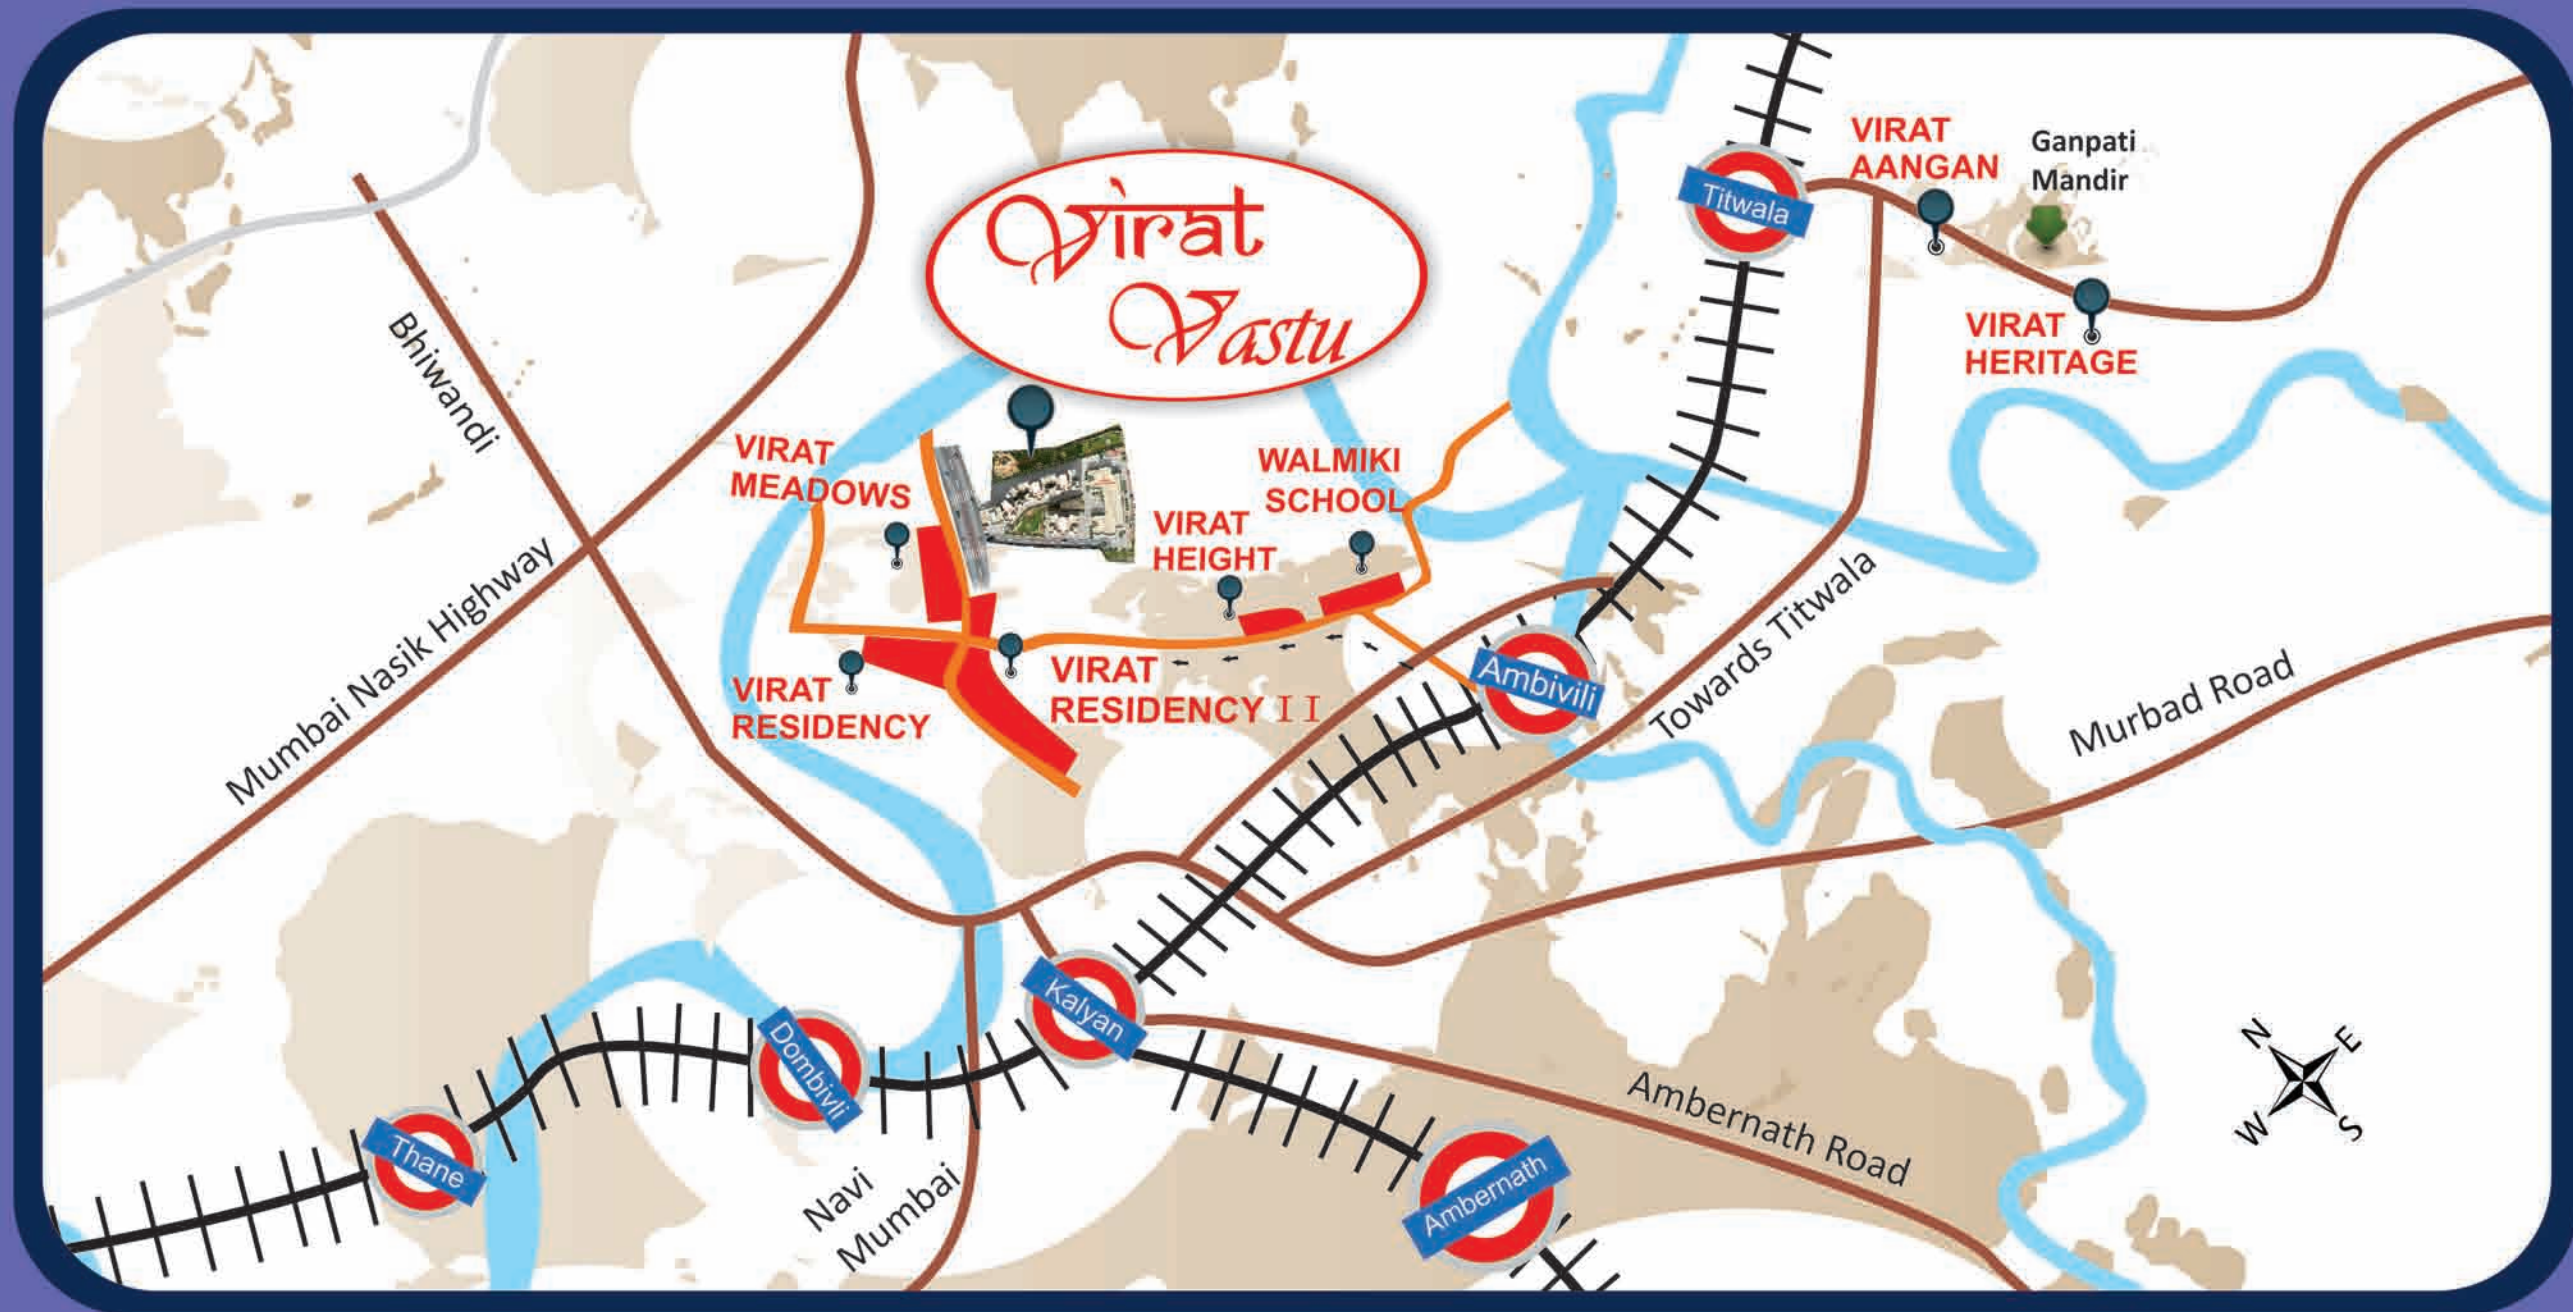 Virat
Vastu
Titwala
VIRAT
AANGAN
Ganpati
Mandir
VIRAT
HERITAGE
Bhiwandi
Mumbai Nasik Highway
VIRAT
MEADOWS
VIRAT
HEIGHT
WALMIKI
SCHOOL
VIRAT
RESIDENCY
VIRAT
RESIDENCY II
Ambivili
Towards Titwala
Murbad Road
Kalyan
Dombivli
Thane
Navi
Mumbai
Ambernath
Ambernath Road
N
E
W
S